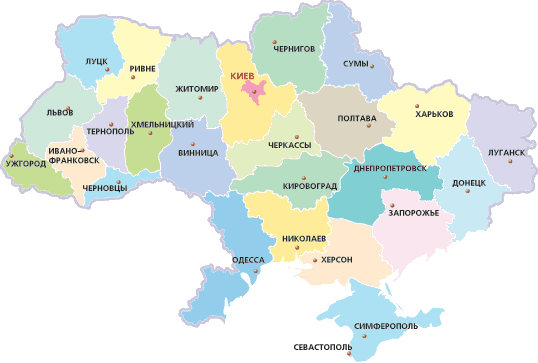 ЧЕРНИГОВ
ЛУЦК
СУМЫ
РИВНЕ
КИЕВ
ЖИТОМИР
ЛЬВОВ
ХАРЬКОВ
ПОЛТАВА
ХМЕЛЬНИЦКИЙ
ТЕРНОПОЛЬ
ЧЕРКАССЫ
ИВАНО-
ФРАНКОВСК
ВИННИЦА
ЛУГАНСК
УЖГОРОД
ДНЕПРОПЕТРОВСК
ЧЕРНОВЦЫ
КИРОВОГРАД
ДОНЕЦК
ЗАПОРОЖЬЕ
НИКОЛАЕВ
ОДЕССА
ХЕРСОН
СИМФЕРОПОЛЬ
СЕВАСТОПОЛЬ